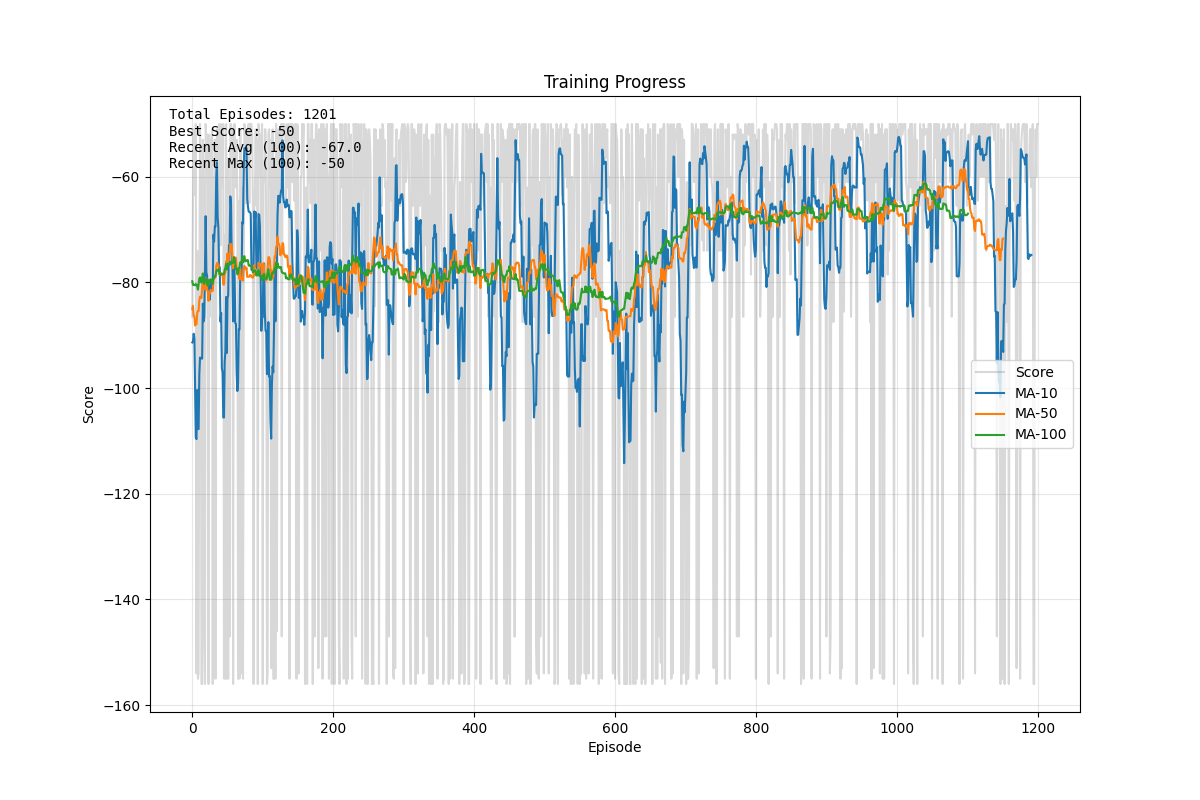 Training Progress
Total Episodes: 1201
Best Score: -50
Recent Avg (100): -67.0
Recent Max (100): -50
−60
−80
−100
−120
−140
−160
Score
Score
MA-10
MA-50
MA-100
0
200
400
600
800
1000
1200
Episode